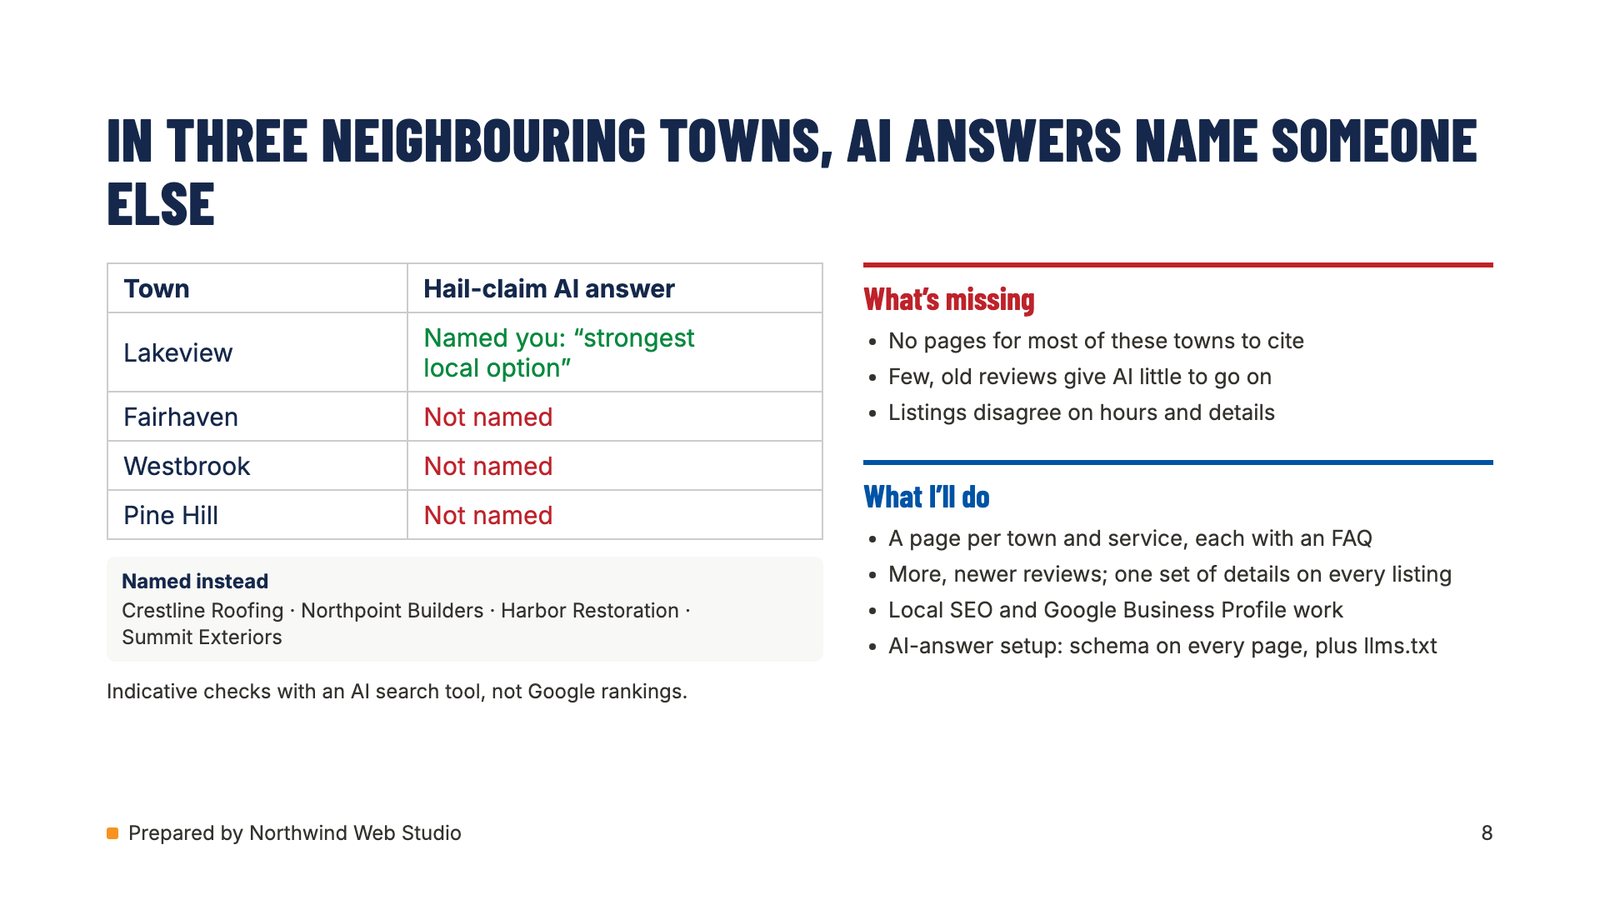 IN THREE NEIGHBOURING TOWNS, AI ANSWERS NAME SOMEONE
ELSE
Town
Hail-claim AI answer
Lakeview
Named you: “strongest
local option”
Fairhaven
Not named
Westbrook
Not named
Pine Hill
Not named
Named instead
Crestline Roofing · Northpoint Builders · Harbor Restoration ·
Summit Exteriors
Indicative checks with an AI search tool, not Google rankings.
What’s missing
• No pages for most of these towns to cite
• Few, old reviews give AI little to go on
• Listings disagree on hours and details
What I’ll do
• A page per town and service, each with an FAQ
• More, newer reviews; one set of details on every listing
• Local SEO and Google Business Profile work
• AI-answer setup: schema on every page, plus llms.txt
Prepared by Northwind Web Studio
8